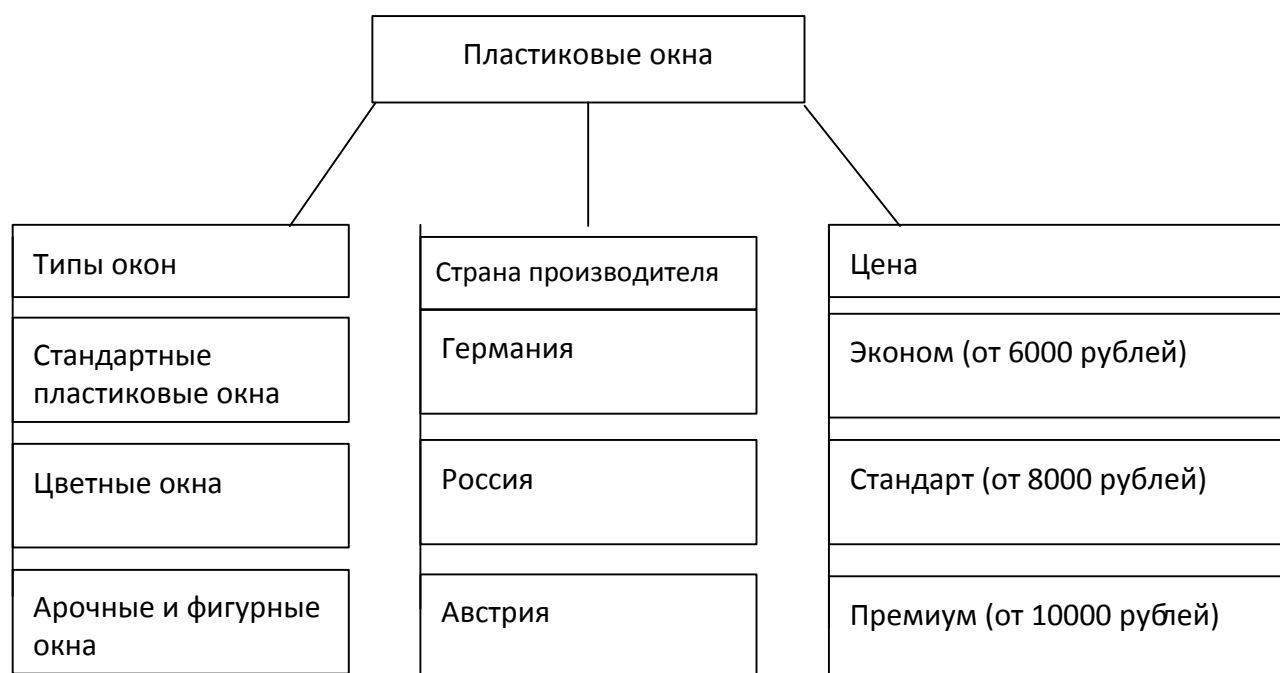 Пластиковые окна
Типы окон
Стандартные
пластиковые окна
Цветные окна
Арочные и фигурные
окна
Страна производителя
Германия
Россия
Австрия
Цена
Эконом (от 6000 рублей)
Стандарт (от 8000 рублей)
Премиум (от 10000 рублей)